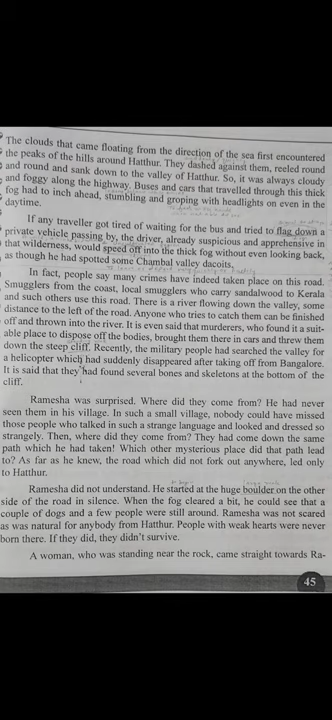 The clouds that came floating from the direction of the sea first encountered
the peaks of the hills around Hatthur. They dashed against them, reeled round
and round and sank down to the valley of Hatthur. So, it was always cloudy
and foggy along the highway. Buses and cars that travelled through this thick
fog had to inch ahead, stumbling and groping with headlights on even in the
daytime.
If any traveller got tired of waiting for the bus and tried to flag down a
private vehicle passing by, the driver, already suspicious and apprehensive in
that wilderness, would speed off into the thick fog without even looking back,
as though he had spotted some Chambal valley dacoits.
In fact, people say many crimes have indeed taken place on this road.
Smugglers from the coast, local smugglers who carry sandalwood to Kerala
and such others use this road. There is a river flowing down the valley, some
distance to the left of the road. Anyone who tries to catch them can be finished
off and thrown into the river. It is even said that murderers, who found it a suit-
able place to dispose off the bodies, brought them there in cars and threw them
down the steep cliff. Recently, the military people had searched the valley for
a helicopter which had suddenly disappeared after taking off from Bangalore.
It is said that they had found several bones and skeletons at the bottom of the
cliff.
Ramesha was surprised. Where did they come from? He had never
seen them in his village. In such a small village, nobody could have missed
those people who talked in such a strange language and looked and dressed so
strangely. Then, where did they come from? They had come down the same
path which he had taken! Which other mysterious place did that path lead
to? As far as he knew, the road which did not fork out anywhere, led only
to Hatthur.
Ramesha did not understand. He started at the huge boulder on the other
side of the road in silence. When the fog cleared a bit, he could see that a
couple of dogs and a few people were still around. Ramesha was not scared
as was natural for anybody from Hatthur. People with weak hearts were never
born there. If they did, they didn't survive.
A woman, who was standing near the rock, came straight towards Ra-
45